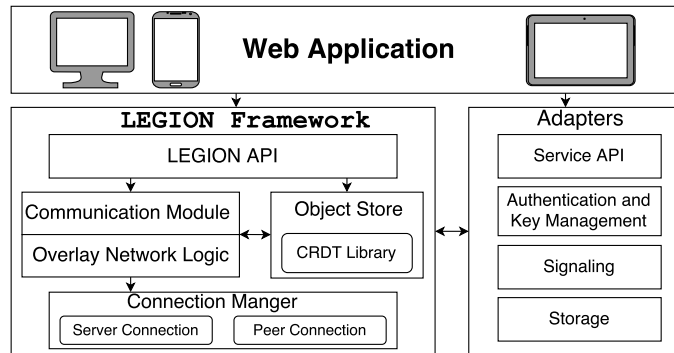 Web Application
LEGION Framework
LEGION API
Communication Module
Overlay Network Logic
Object Store
CRDT Library
Connection Manger
Server Connection
Peer Connection
Adapters
Service API
Authentication and
Key Management
Signaling
Storage